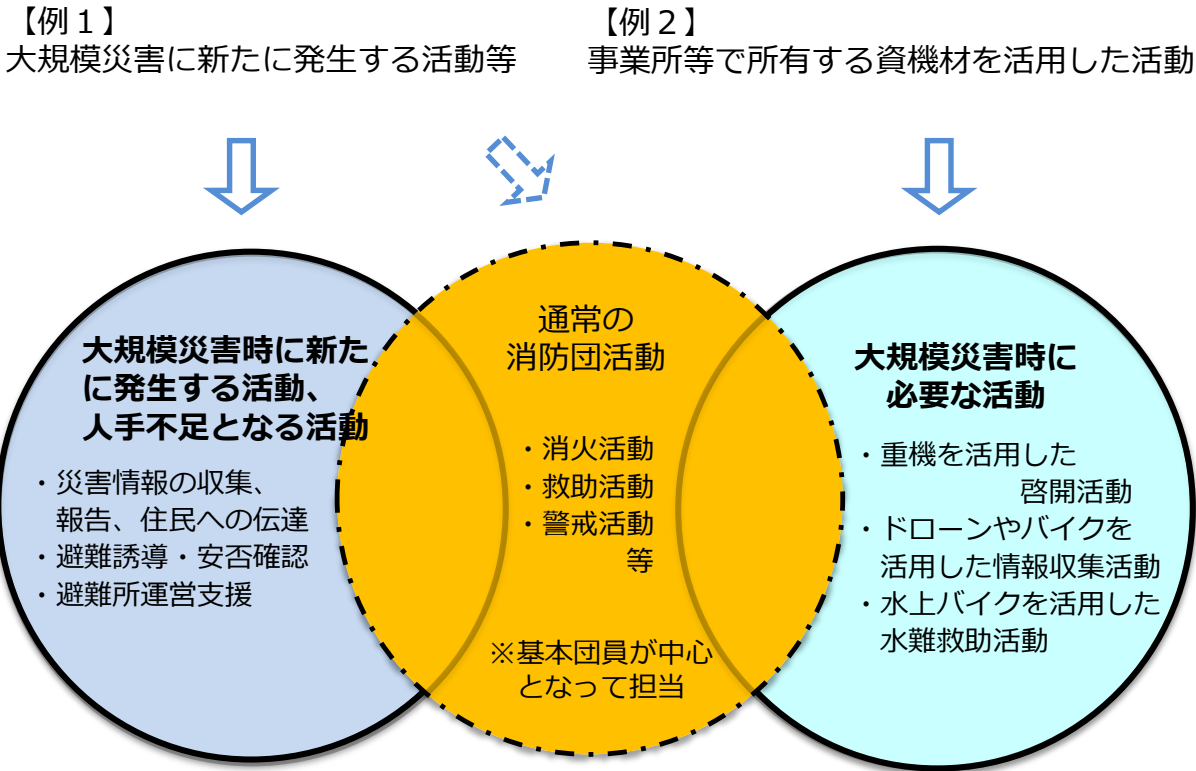 【例１】
大規模災害に新たに発生する活動等
【例２】
事業所等で所有する資機材を活用した活動
大規模災害時に新た
に発生する活動、
人手不足となる活動
・災害情報の収集、
報告、住民への伝達
・避難誘導・安否確認
・避難所運営支援
通常の
消防団活動
・消火活動
・救助活動
・警戒活動
等
※基本団員が中心
となって担当
大規模災害時に
必要な活動
・重機を活用した
啓開活動
・ドローンやバイクを
活用した情報収集活動
・水上バイクを活用した
水難救助活動